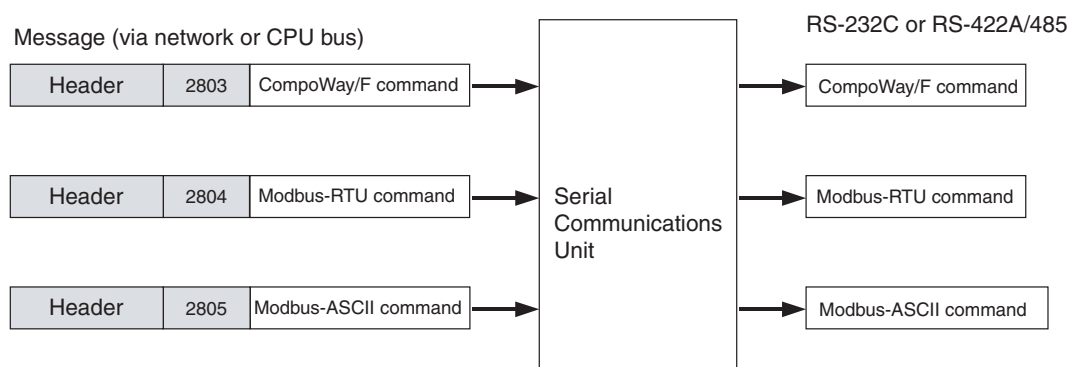 Message (via network or CPU bus)
RS-232C or RS-422A/485
Header 2803 CompoWay/F command
CompoWay/F command
Header 2804 Modbus-RTU command
Serial
Communications
Unit
Modbus-RTU command
Header 2805 Modbus-ASCII command
Modbus-ASCII command